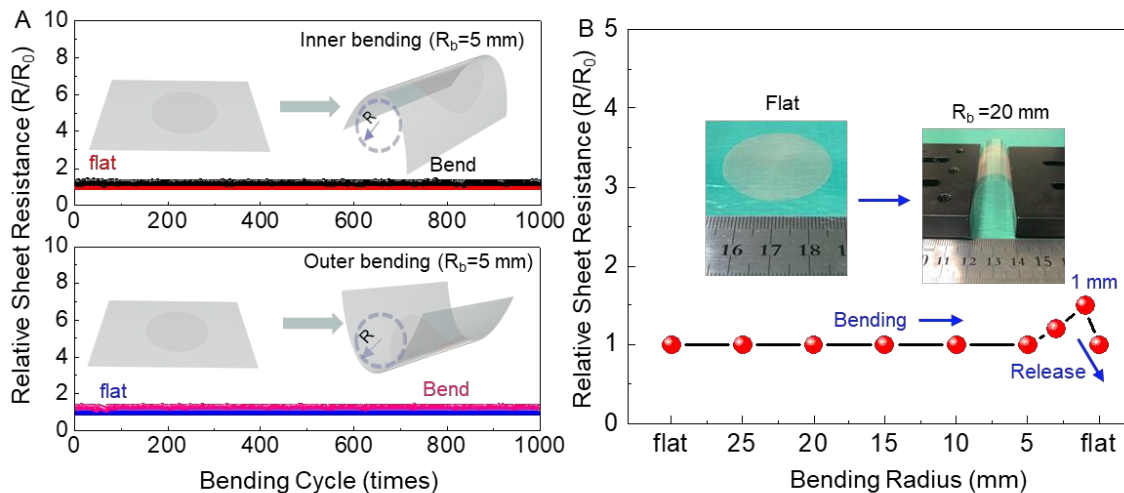 A
Relative Sheet Resistance (R/R0)
10
8
6
4
2
0
Inner bending (Rb=5 mm)
R
flat
Bend
0 200 400 600 800 1000
10
8
6
4
2
0
Outer bending (Rb=5 mm)
R
flat
Bend
0 200 400 600 800 1000
Bending Cycle (times)
B
Relative Sheet Resistance (R/R0)
5
4
3
2
1
0
Flat
Rb =20 mm
16 17 18
11 12 13 14 15
1 mm
Bending
Release
flat 25 20 15 10 5 flat
Bending Radius (mm)